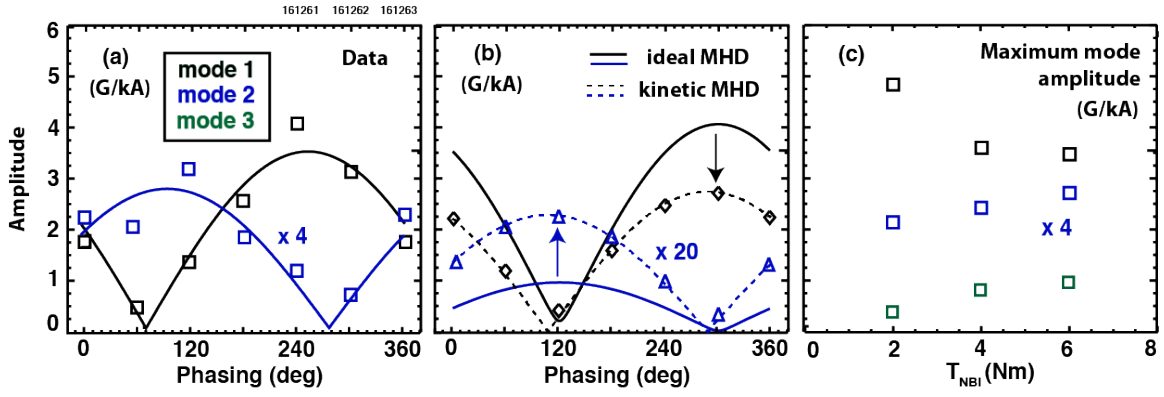 161261 161262 161263
(a)
(G/kA)
Data
mode 1
mode 2
mode 3
x 4
Amplitude
6
5
4
3
2
1
0
0 120 240 360
Phasing (deg)
(b)
(G/kA)
ideal MHD
kinetic MHD
x 20
0 120 240 360
Phasing (deg)
(c)
Maximum mode
amplitude
(G/kA)
x 4
0 2 4 6 8
T NBI (Nm)